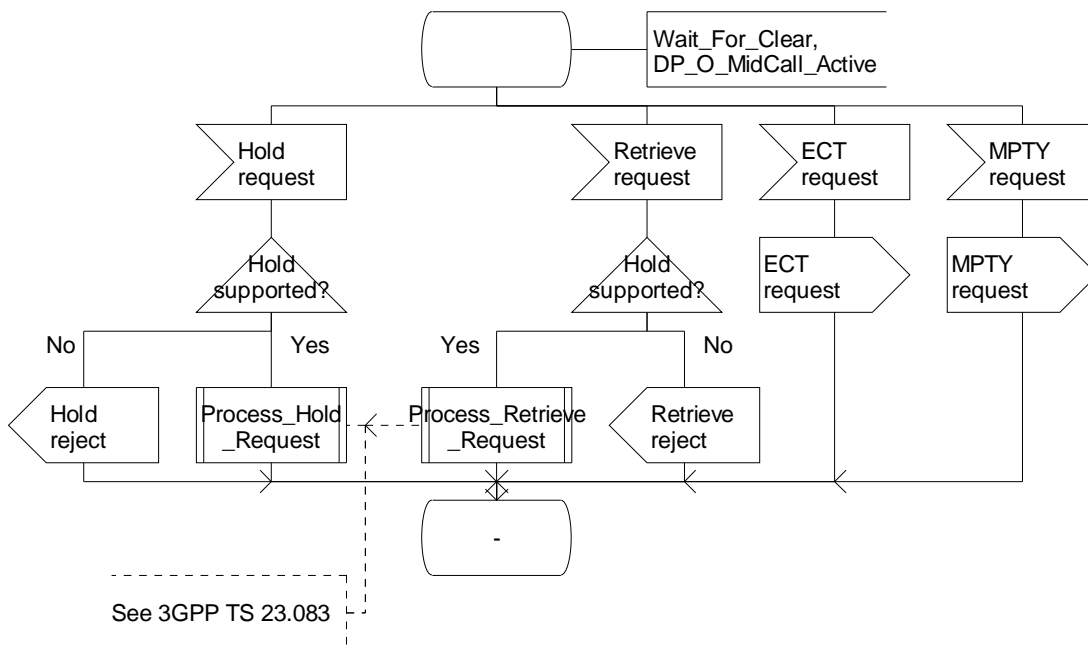 Wait_For_Clear,
DP_O_MidCall_Active
Hold
request
Retrieve
request
ECT
request
MPTY
request
Hold
supported?
Hold
supported?
ECT
request
MPTY
request
No
Yes
Yes
No
Hold
reject
Process_Hold
_Request
Process_Retrieve
_Request
Retrieve
reject
-
See 3GPP TS 23.083